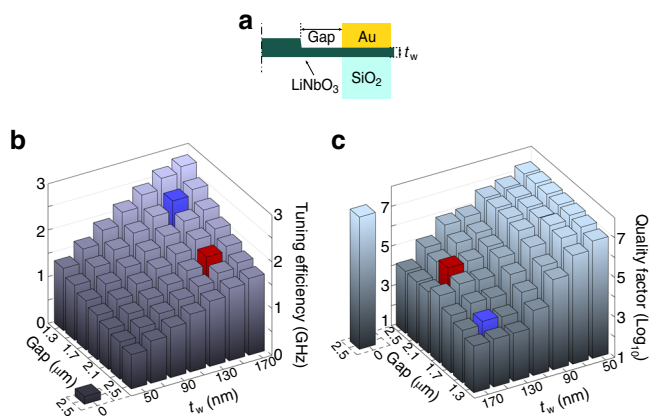 a
Gap
Au
t_w
LiNbO₃
SiO₂
b
3
2
1
0
Tuning efficiency (GHz)
3
2
1
0
1.3
1.7
2.1
2.5
Gap (μm)
2.5
0
50
90
130
170
t_w (nm)
c
7
5
3
1
Quality factor (Log₁₀)
7
5
3
1
2.5
2.1
1.7
1.3
Gap (μm)
2.5
0
170
130
90
50
t_w (nm)